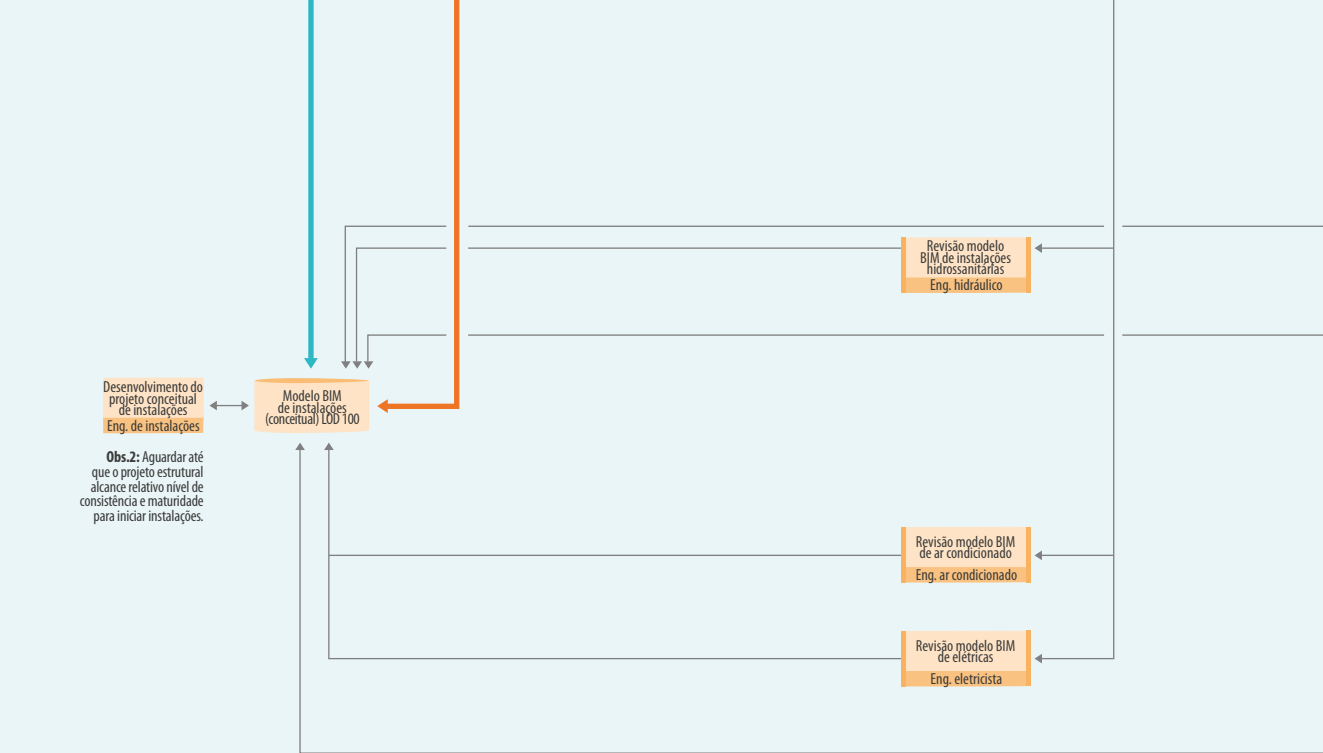 Revisão modelo
BIM de instalações
hidrossanitárias
Eng. hidráulico
Desenvolvimento do
projeto conceitual
de instalações
Eng. de instalações
Modelo BIM
de instalações
(conceitual) LOD 100
Obs.2: Aguardar até
que o projeto estrutural
alcance relativo nível de
consistência e maturidade
para iniciar instalações.
Revisão modelo BIM
de ar condicionado
Eng. ar condicionado
Revisão modelo BIM
de elétricas
Eng. eletricista